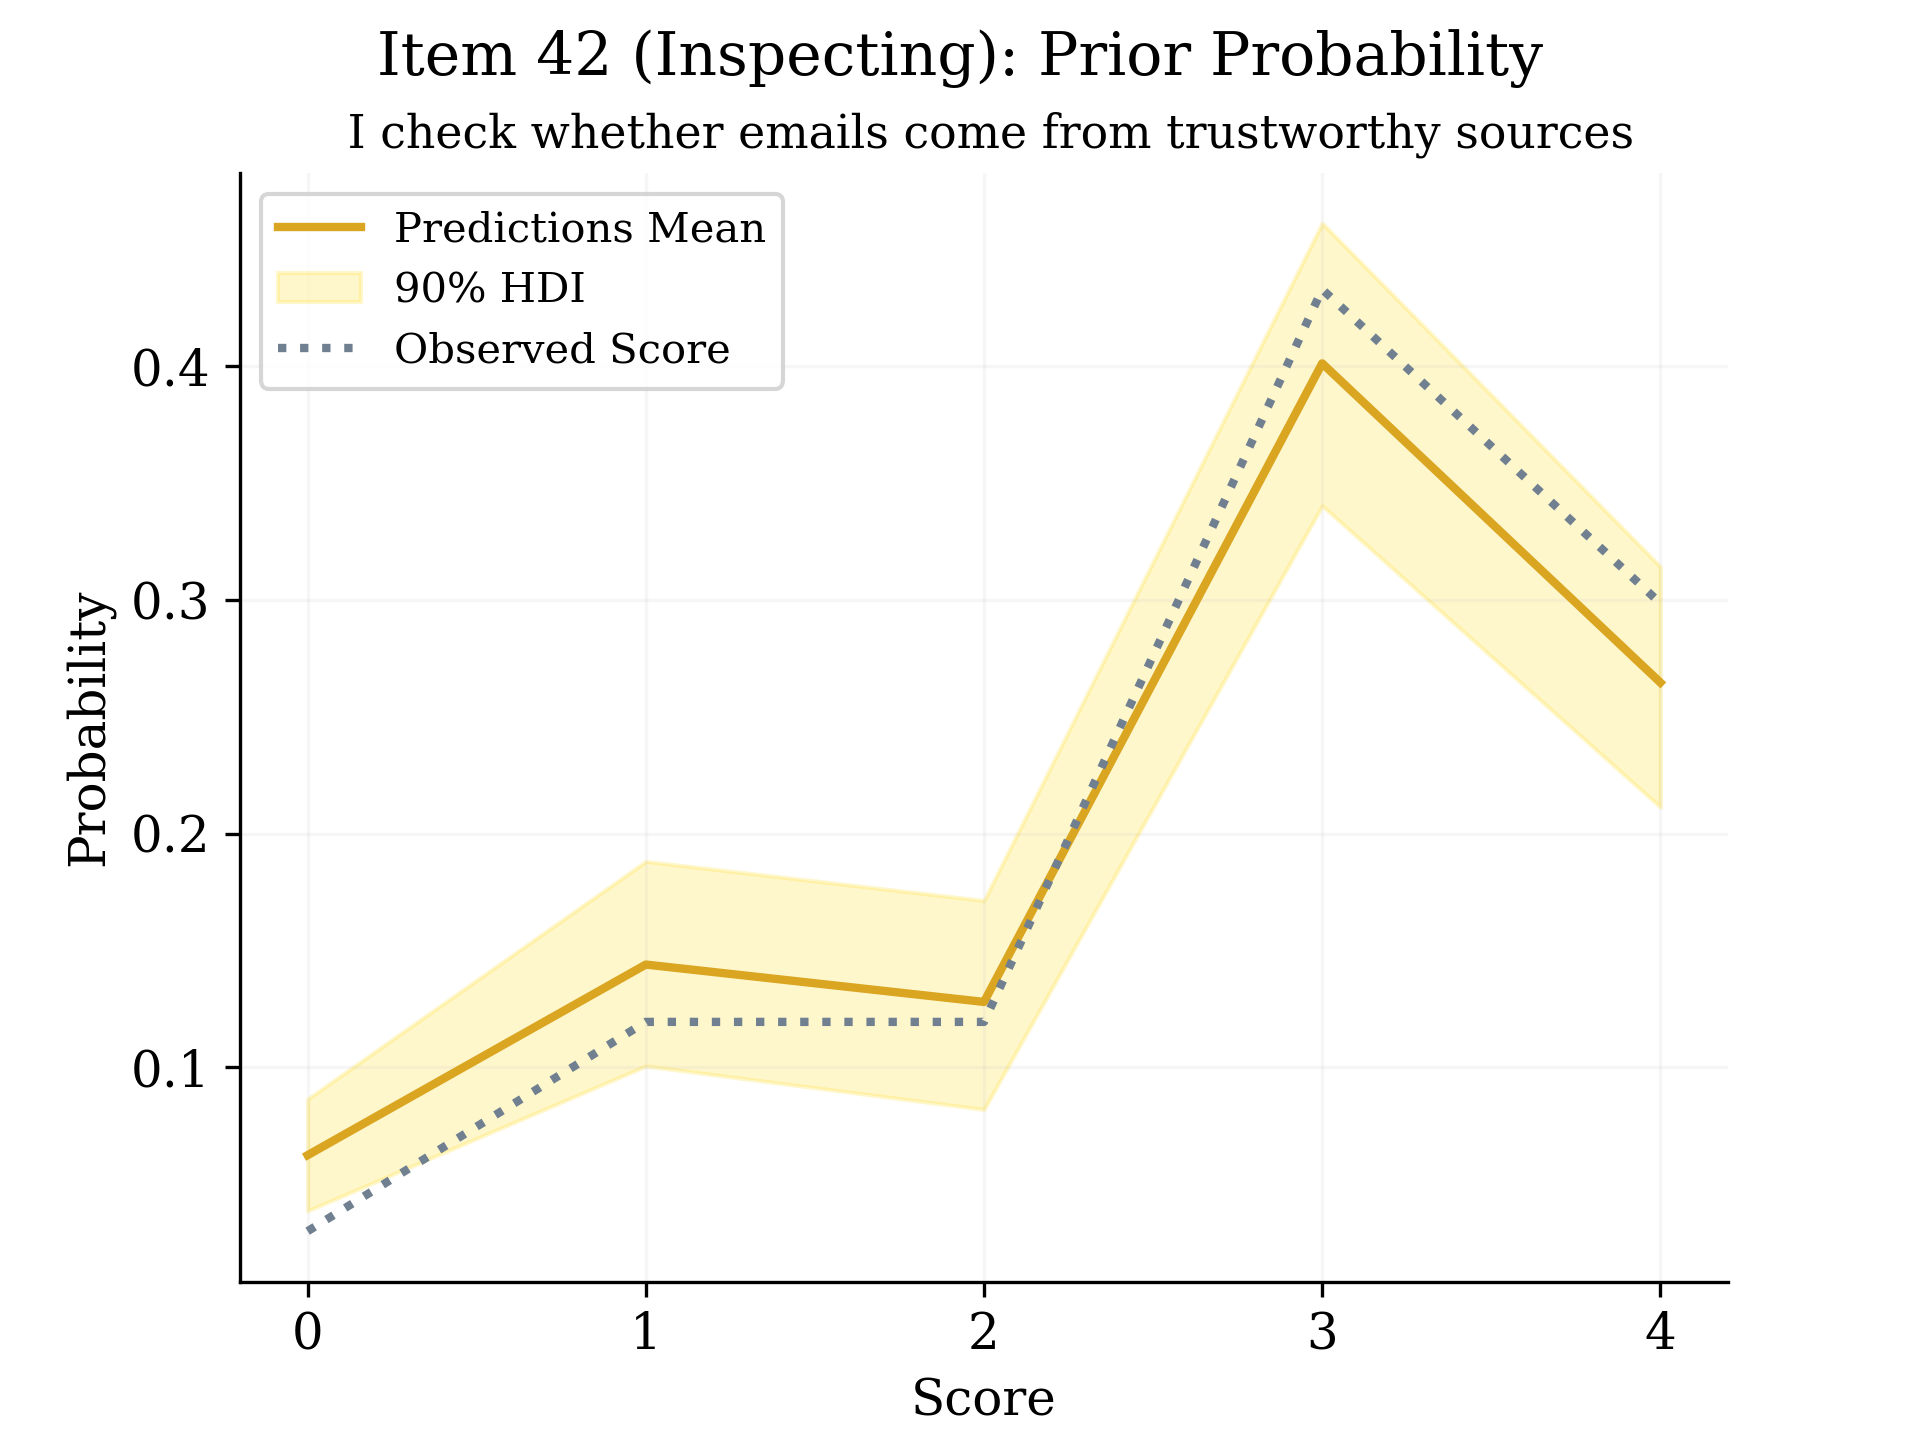 Item 42 (Inspecting): Prior Probability
I check whether emails come from trustworthy sources
Predictions Mean
90% HDI
Observed Score
0.4
0.3
0.2
0.1
Probability
0 1 2 3 4
Score